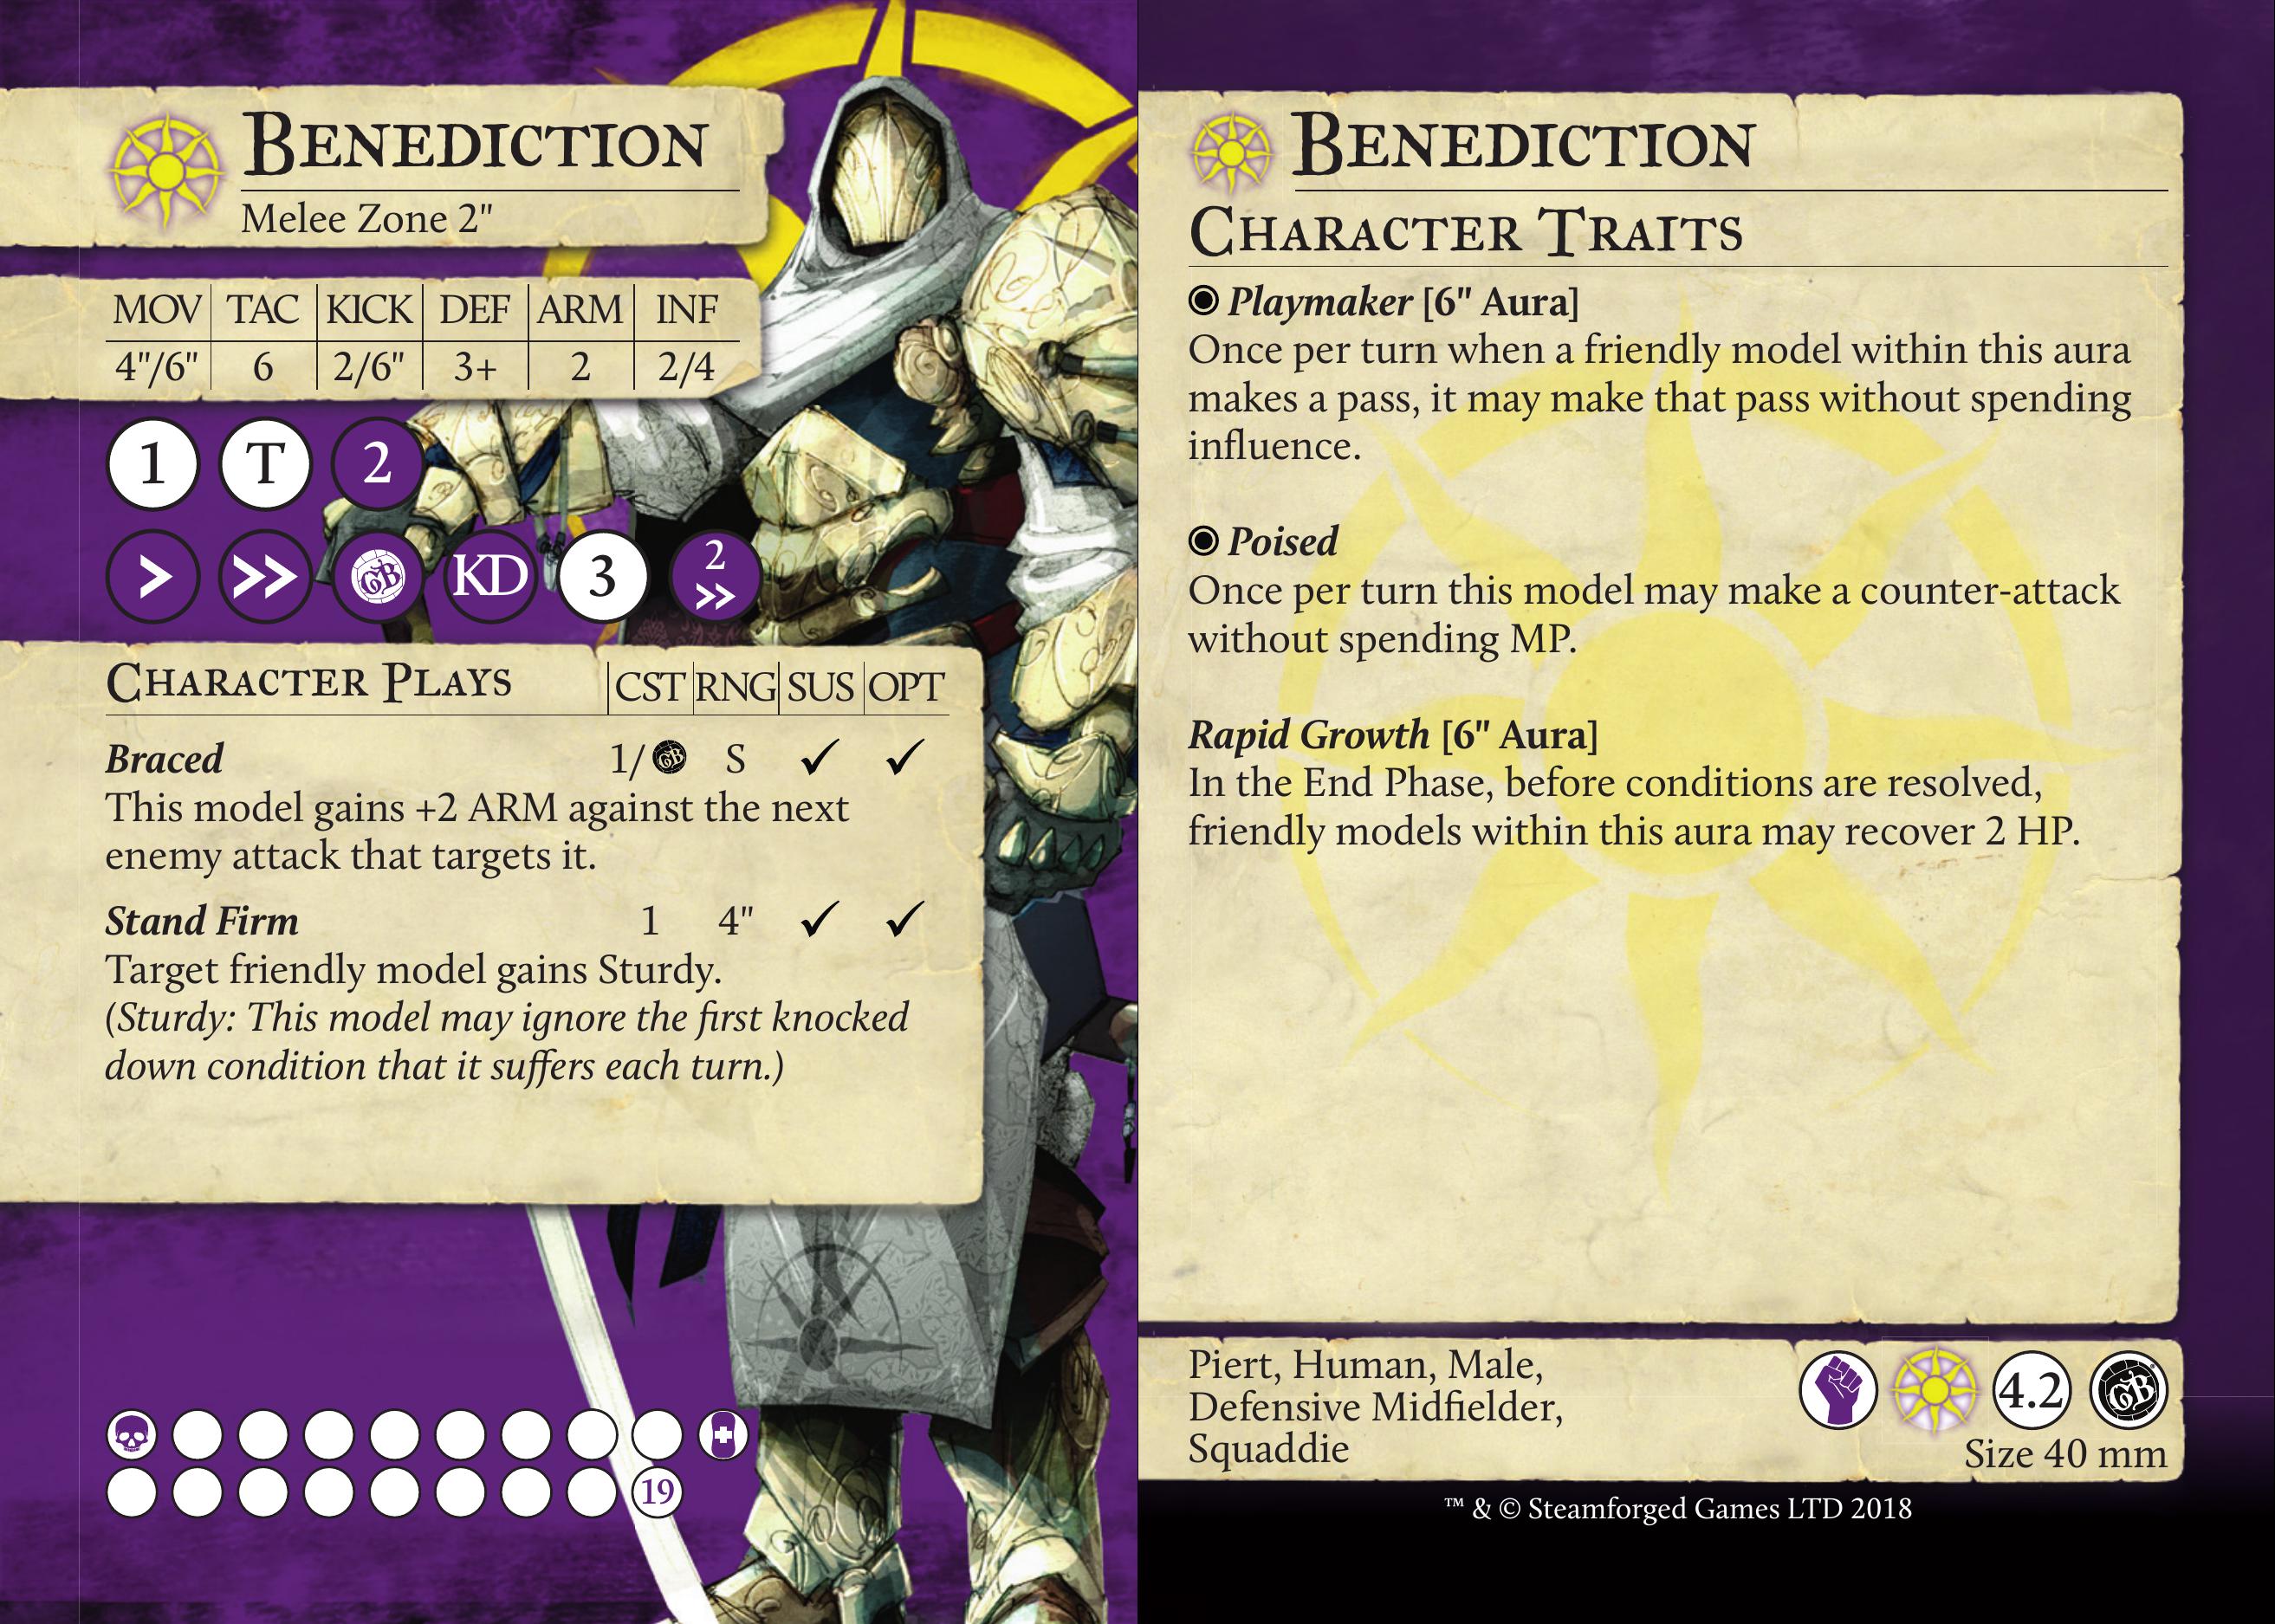 BENEDICTION
Melee Zone 2"
MOV TAC KICK DEF ARM INF
4"/6" 6 2/6" 3+ 2 2/4
1 T 2
> >> GB KD 3 2 >>
CHARACTER PLAYS CST RNG SUS OPT
Braced 1/GB S ✓ ✓
This model gains +2 ARM against the next
enemy attack that targets it.
Stand Firm 1 4" ✓ ✓
Target friendly model gains Sturdy.
(Sturdy: This model may ignore the first knocked
down condition that it suffers each turn.)
19
BENEDICTION
CHARACTER TRAITS
Playmaker [6" Aura]
Once per turn when a friendly model within this aura
makes a pass, it may make that pass without spending
influence.
Poised
Once per turn this model may make a counter-attack
without spending MP.
Rapid Growth [6" Aura]
In the End Phase, before conditions are resolved,
friendly models within this aura may recover 2 HP.
Piert, Human, Male,
Defensive Midfielder,
Squaddie
4.2 GB
Size 40 mm
™ & © Steamforged Games LTD 2018